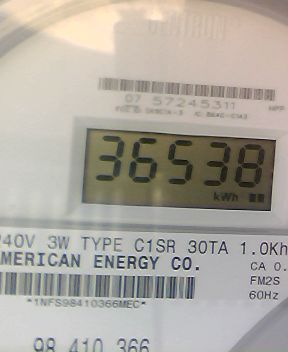 CENTRON
07 57245311
36538
kWh
240V 3W TYPE C1SR 30TA 1.0Kh
AMERICAN ENERGY CO.
CA 0.
FM2S
60Hz
*1NFS98410366MEC*
98 410 366